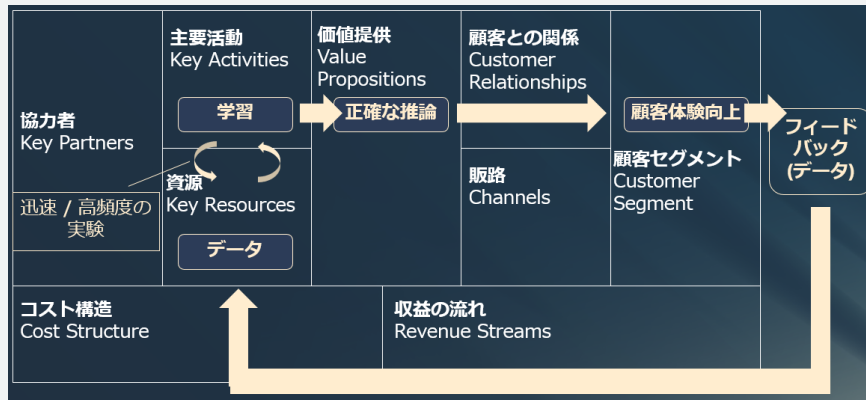 協力者
Key Partners
迅速 / 高頻度の
実験
主要活動
Key Activities
学習
資源
Key Resources
データ
価値提供
Value
Propositions
正確な推論
顧客との関係
Customer
Relationships
販路
Channels
顧客体験向上
顧客セグメント
Customer
Segment
フィード
バック
(データ)
コスト構造
Cost Structure
収益の流れ
Revenue Streams